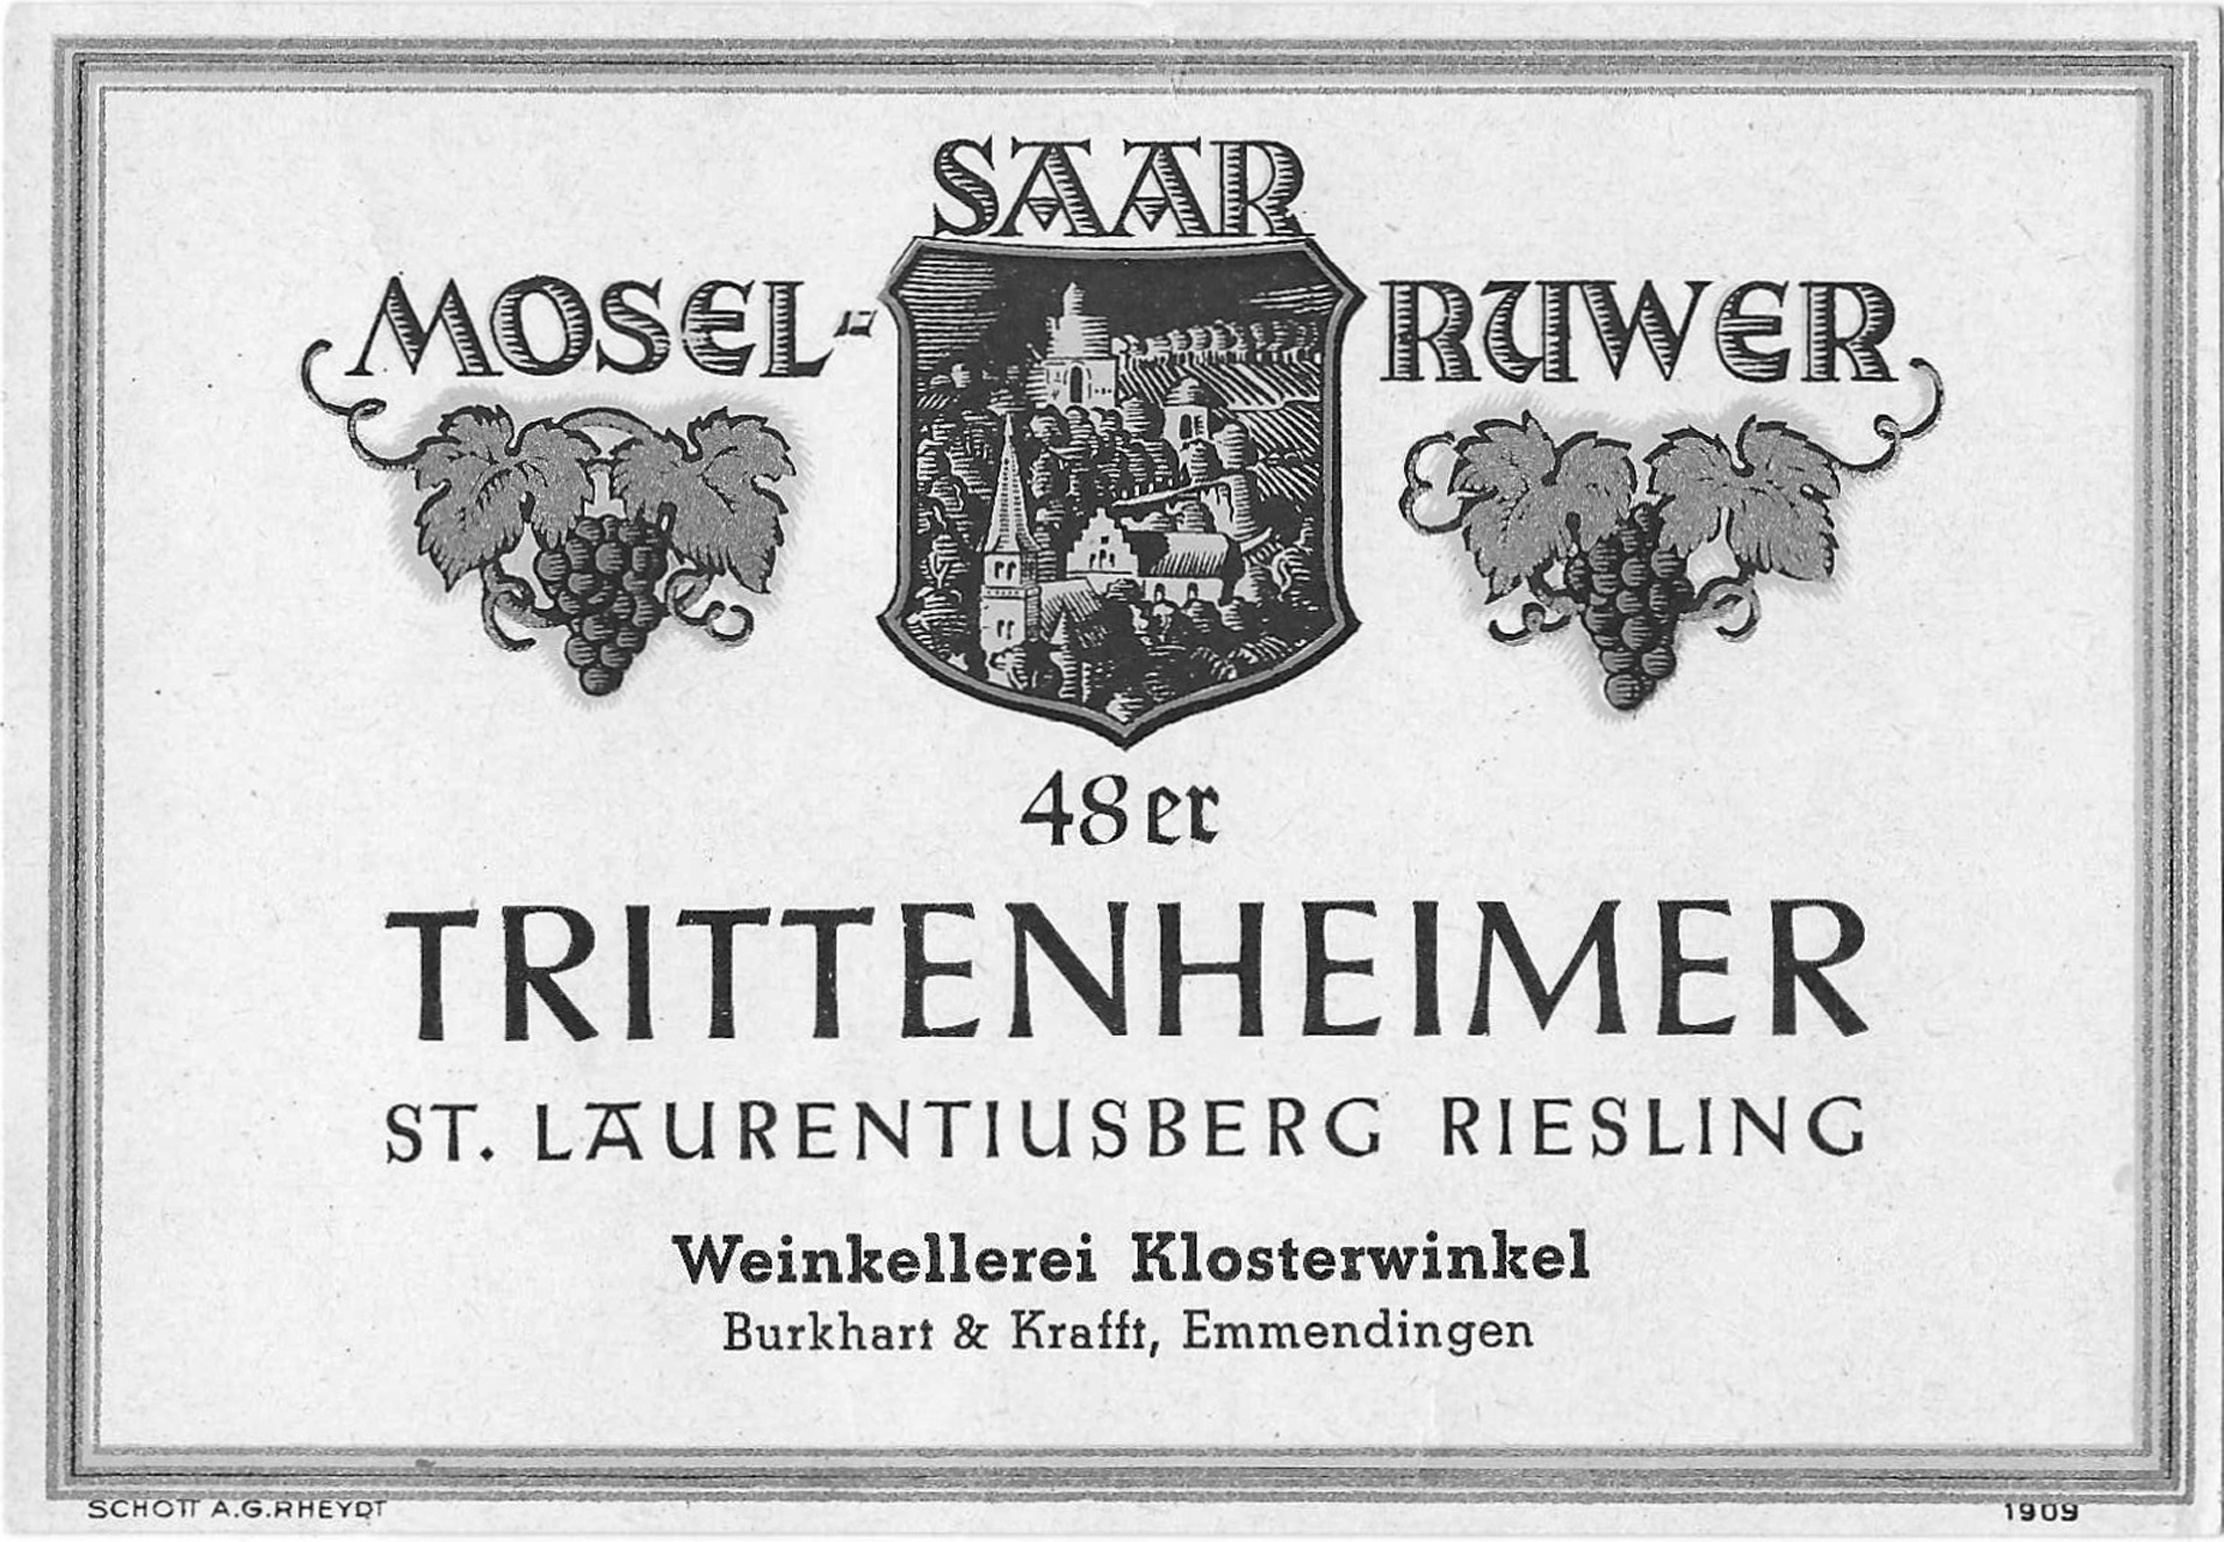 SAAR
MOSEL-
RUWER
48er
TRITTENHEIMER
ST. LAURENTIUSBERG RIESLING
Weinkellerei Klosterwinkel
Burkhart & Krafft, Emmendingen
SCHOTT A.G. RHEYDT
1909